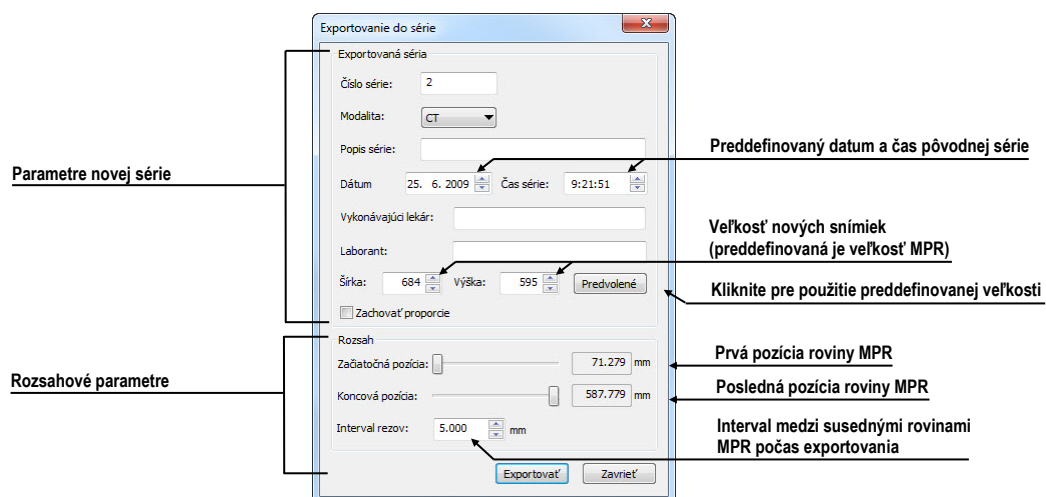 Exportovanie do série
Exportovaná séria
Číslo série: 2
Modalita: CT
Popis série:
Preddefinovaný datum a čas pôvodnej série
Parametre novej série
Dátum 25. 6. 2009 Čas série: 9:21:51
Vykonávajúci lekár:
Veľkosť nových snímiek
(preddefinovaná je veľkosť MPR)
Laborant:
Šírka: 684 Výška: 595 Predvolené
Kliknite pre použitie preddefinovanej veľkosti
Zachovať proporcie
Rozsah
Začiatočná pozícia: 71.279 mm
Prvá pozícia roviny MPR
Rozsahové parametre
Koncová pozícia: 587.779 mm
Posledná pozícia roviny MPR
Interval rezov: 5.000 mm
Interval medzi susednými rovinami
MPR počas exportovania
Exportovať Zavrieť